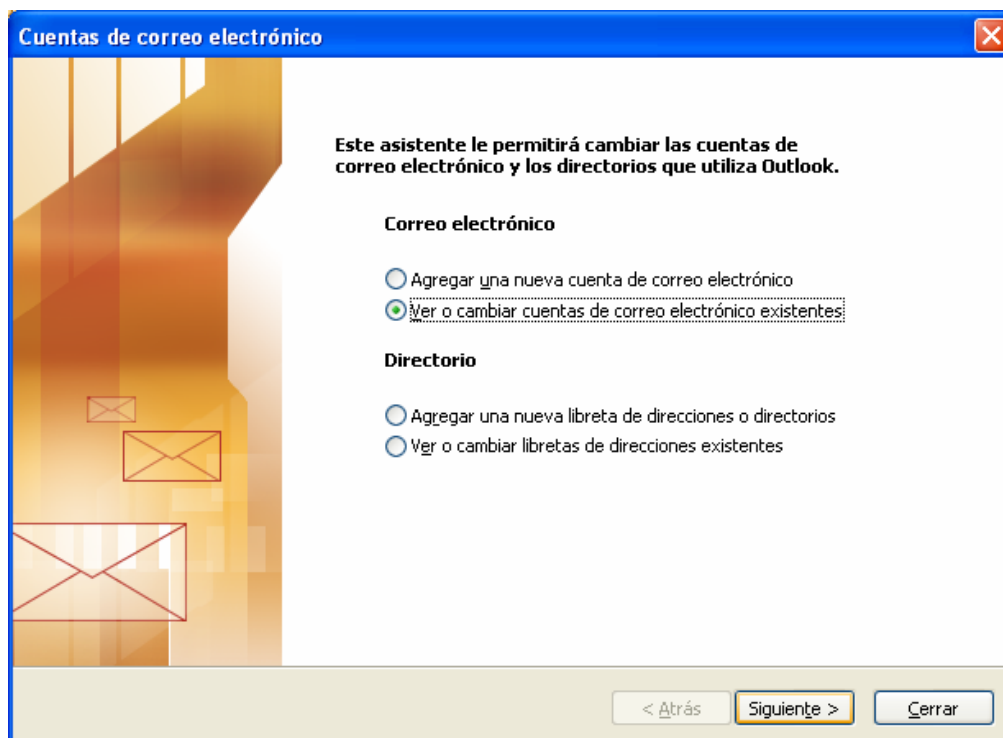 Cuentas de correo electrónico
Este asistente le permitirá cambiar las cuentas de
correo electrónico y los directorios que utiliza Outlook.
Correo electrónico
Agregar una nueva cuenta de correo electrónico
Ver o cambiar cuentas de correo electrónico existentes
Directorio
Agregar una nueva libreta de direcciones o directorios
Ver o cambiar libretas de direcciones existentes
< Atrás
Siguiente >
Cerrar